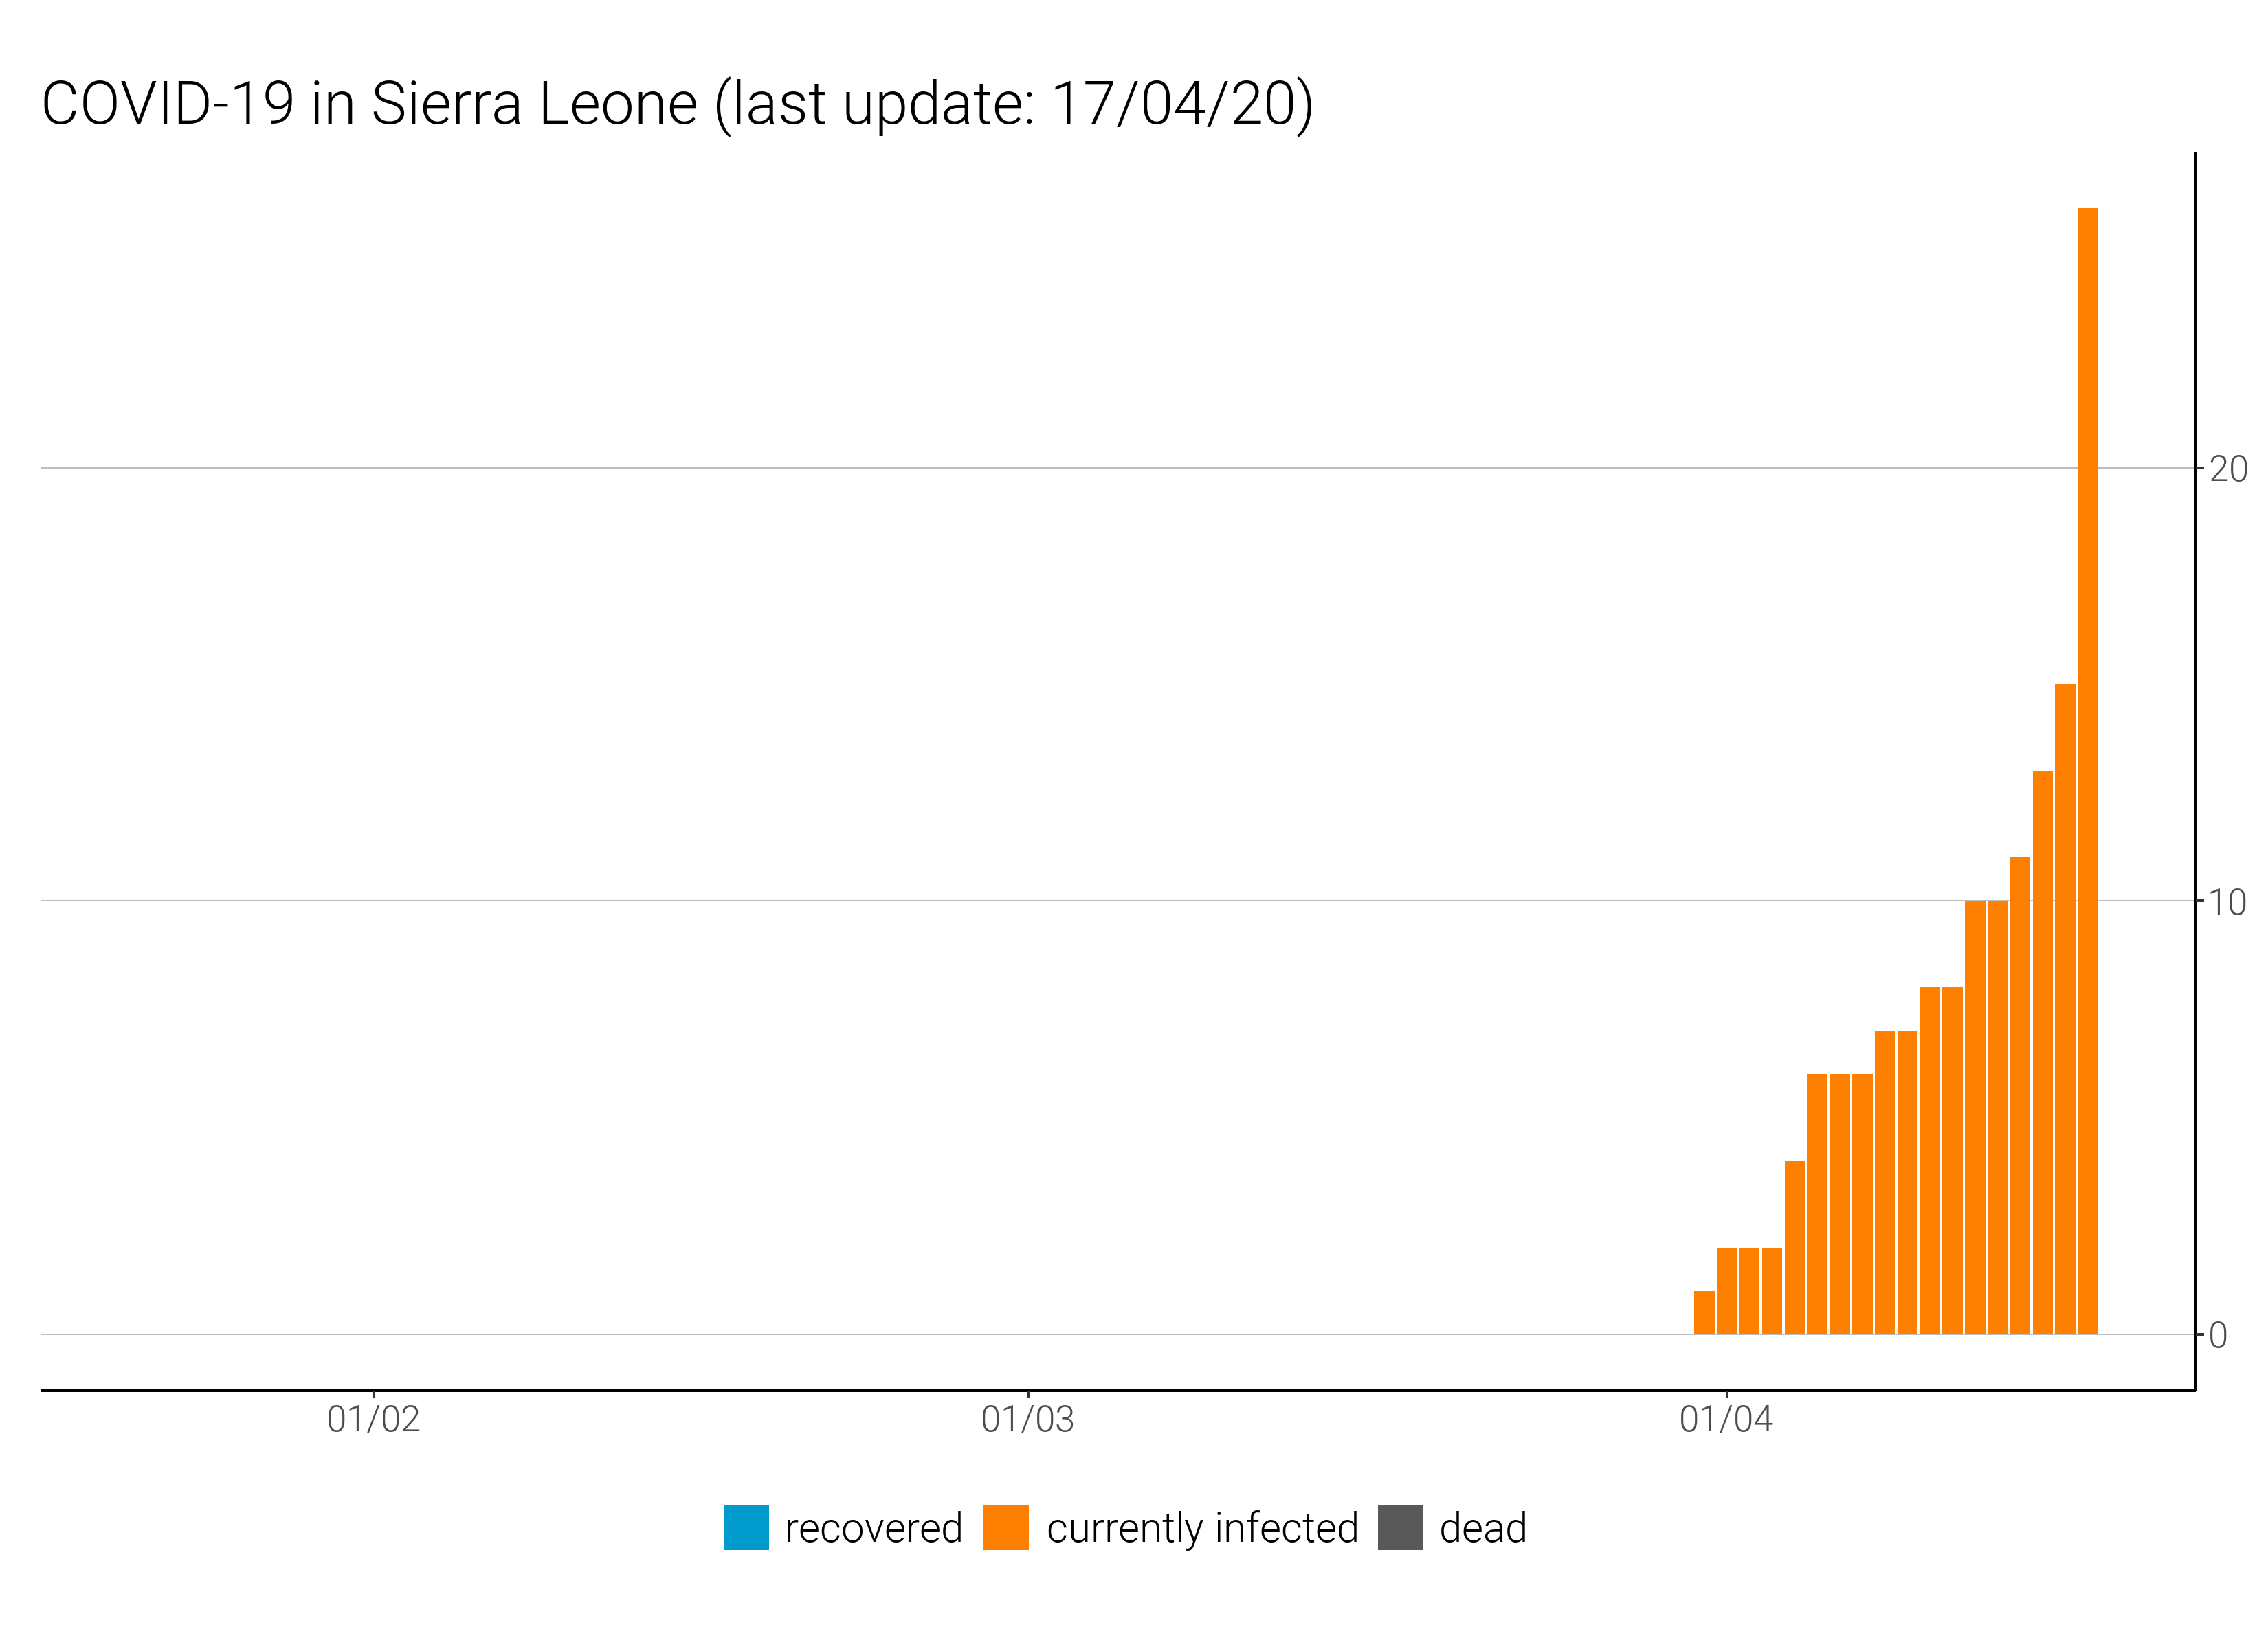 COVID-19 in Sierra Leone (last update: 17/04/20)
20
10
0
01/02 01/03 01/04
recovered currently infected dead